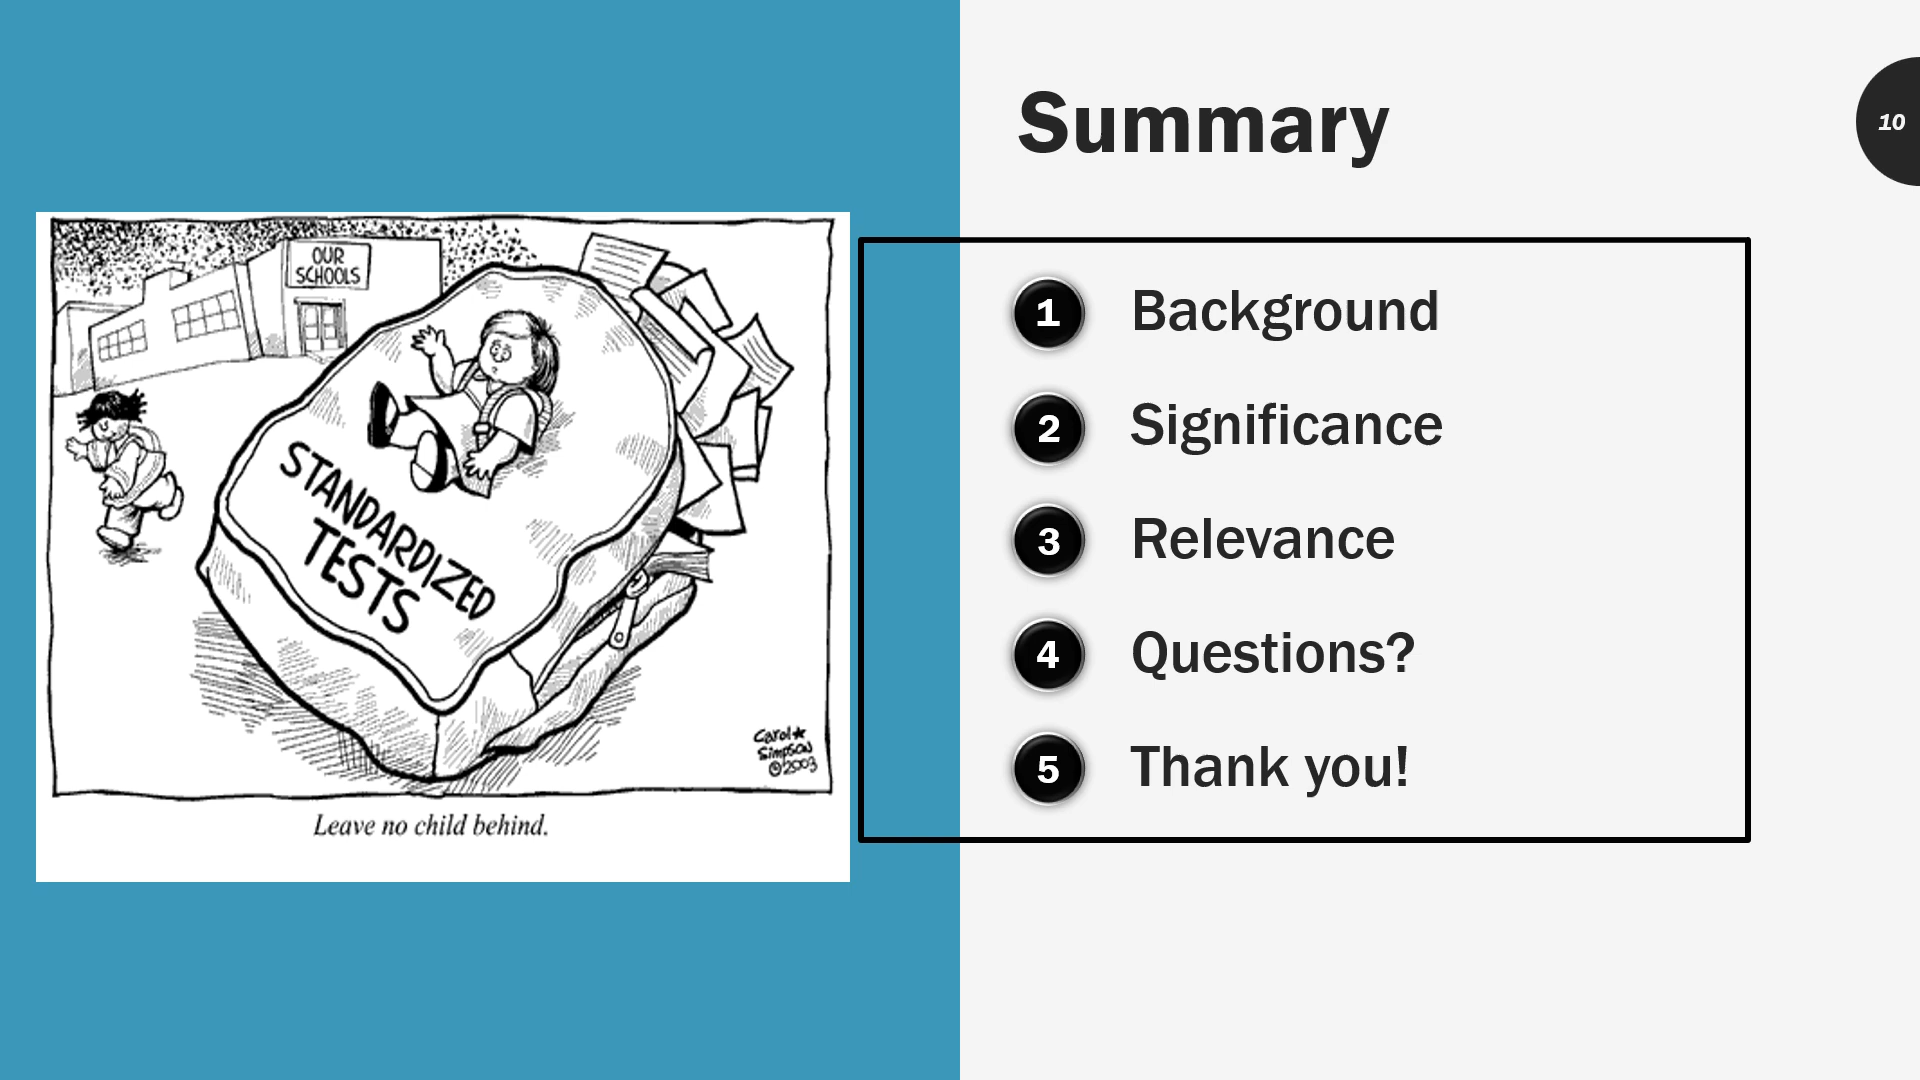 Summary
10
OUR
SCHOOLS
STANDARDIZED
TESTS
Carol★
Simpson
©2003
Leave no child behind.
1 Background
2 Significance
3 Relevance
4 Questions?
5 Thank you!